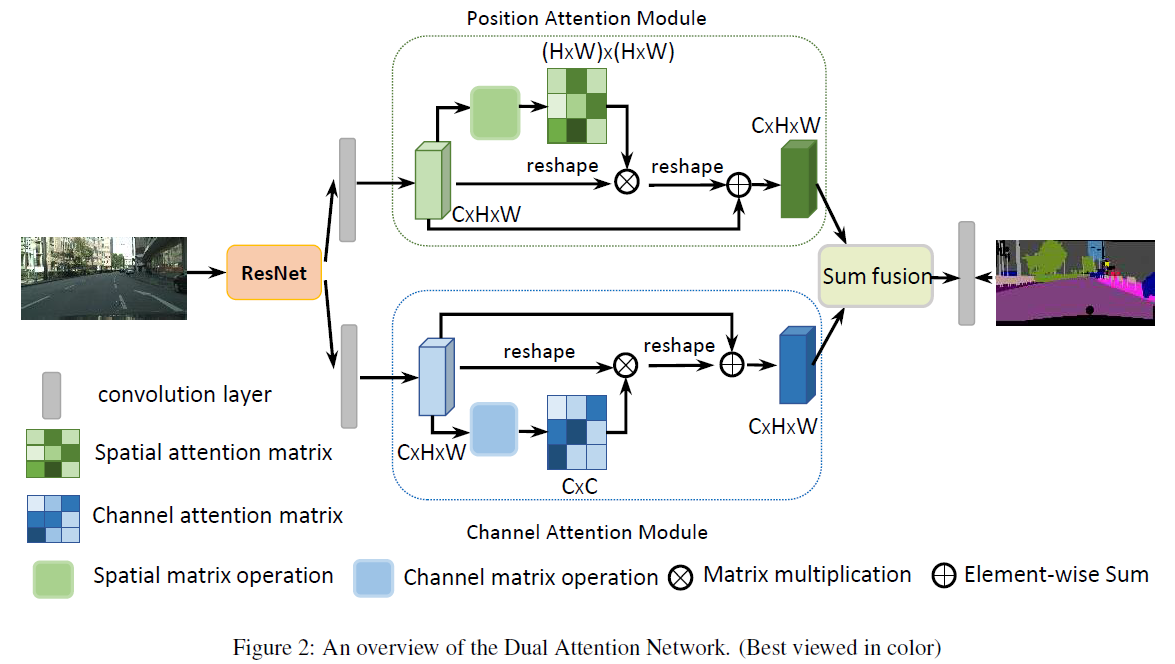 Position Attention Module
(HxW)x(HxW)
CxHxW
reshape
reshape
CxHxW
ResNet
Sum fusion
reshape
reshape
CxHxW
CxHxW
CxC
Channel Attention Module
convolution layer
Spatial attention matrix
Channel attention matrix
Spatial matrix operation
Channel matrix operation
Matrix multiplication
Element-wise Sum
Figure 2: An overview of the Dual Attention Network. (Best viewed in color)